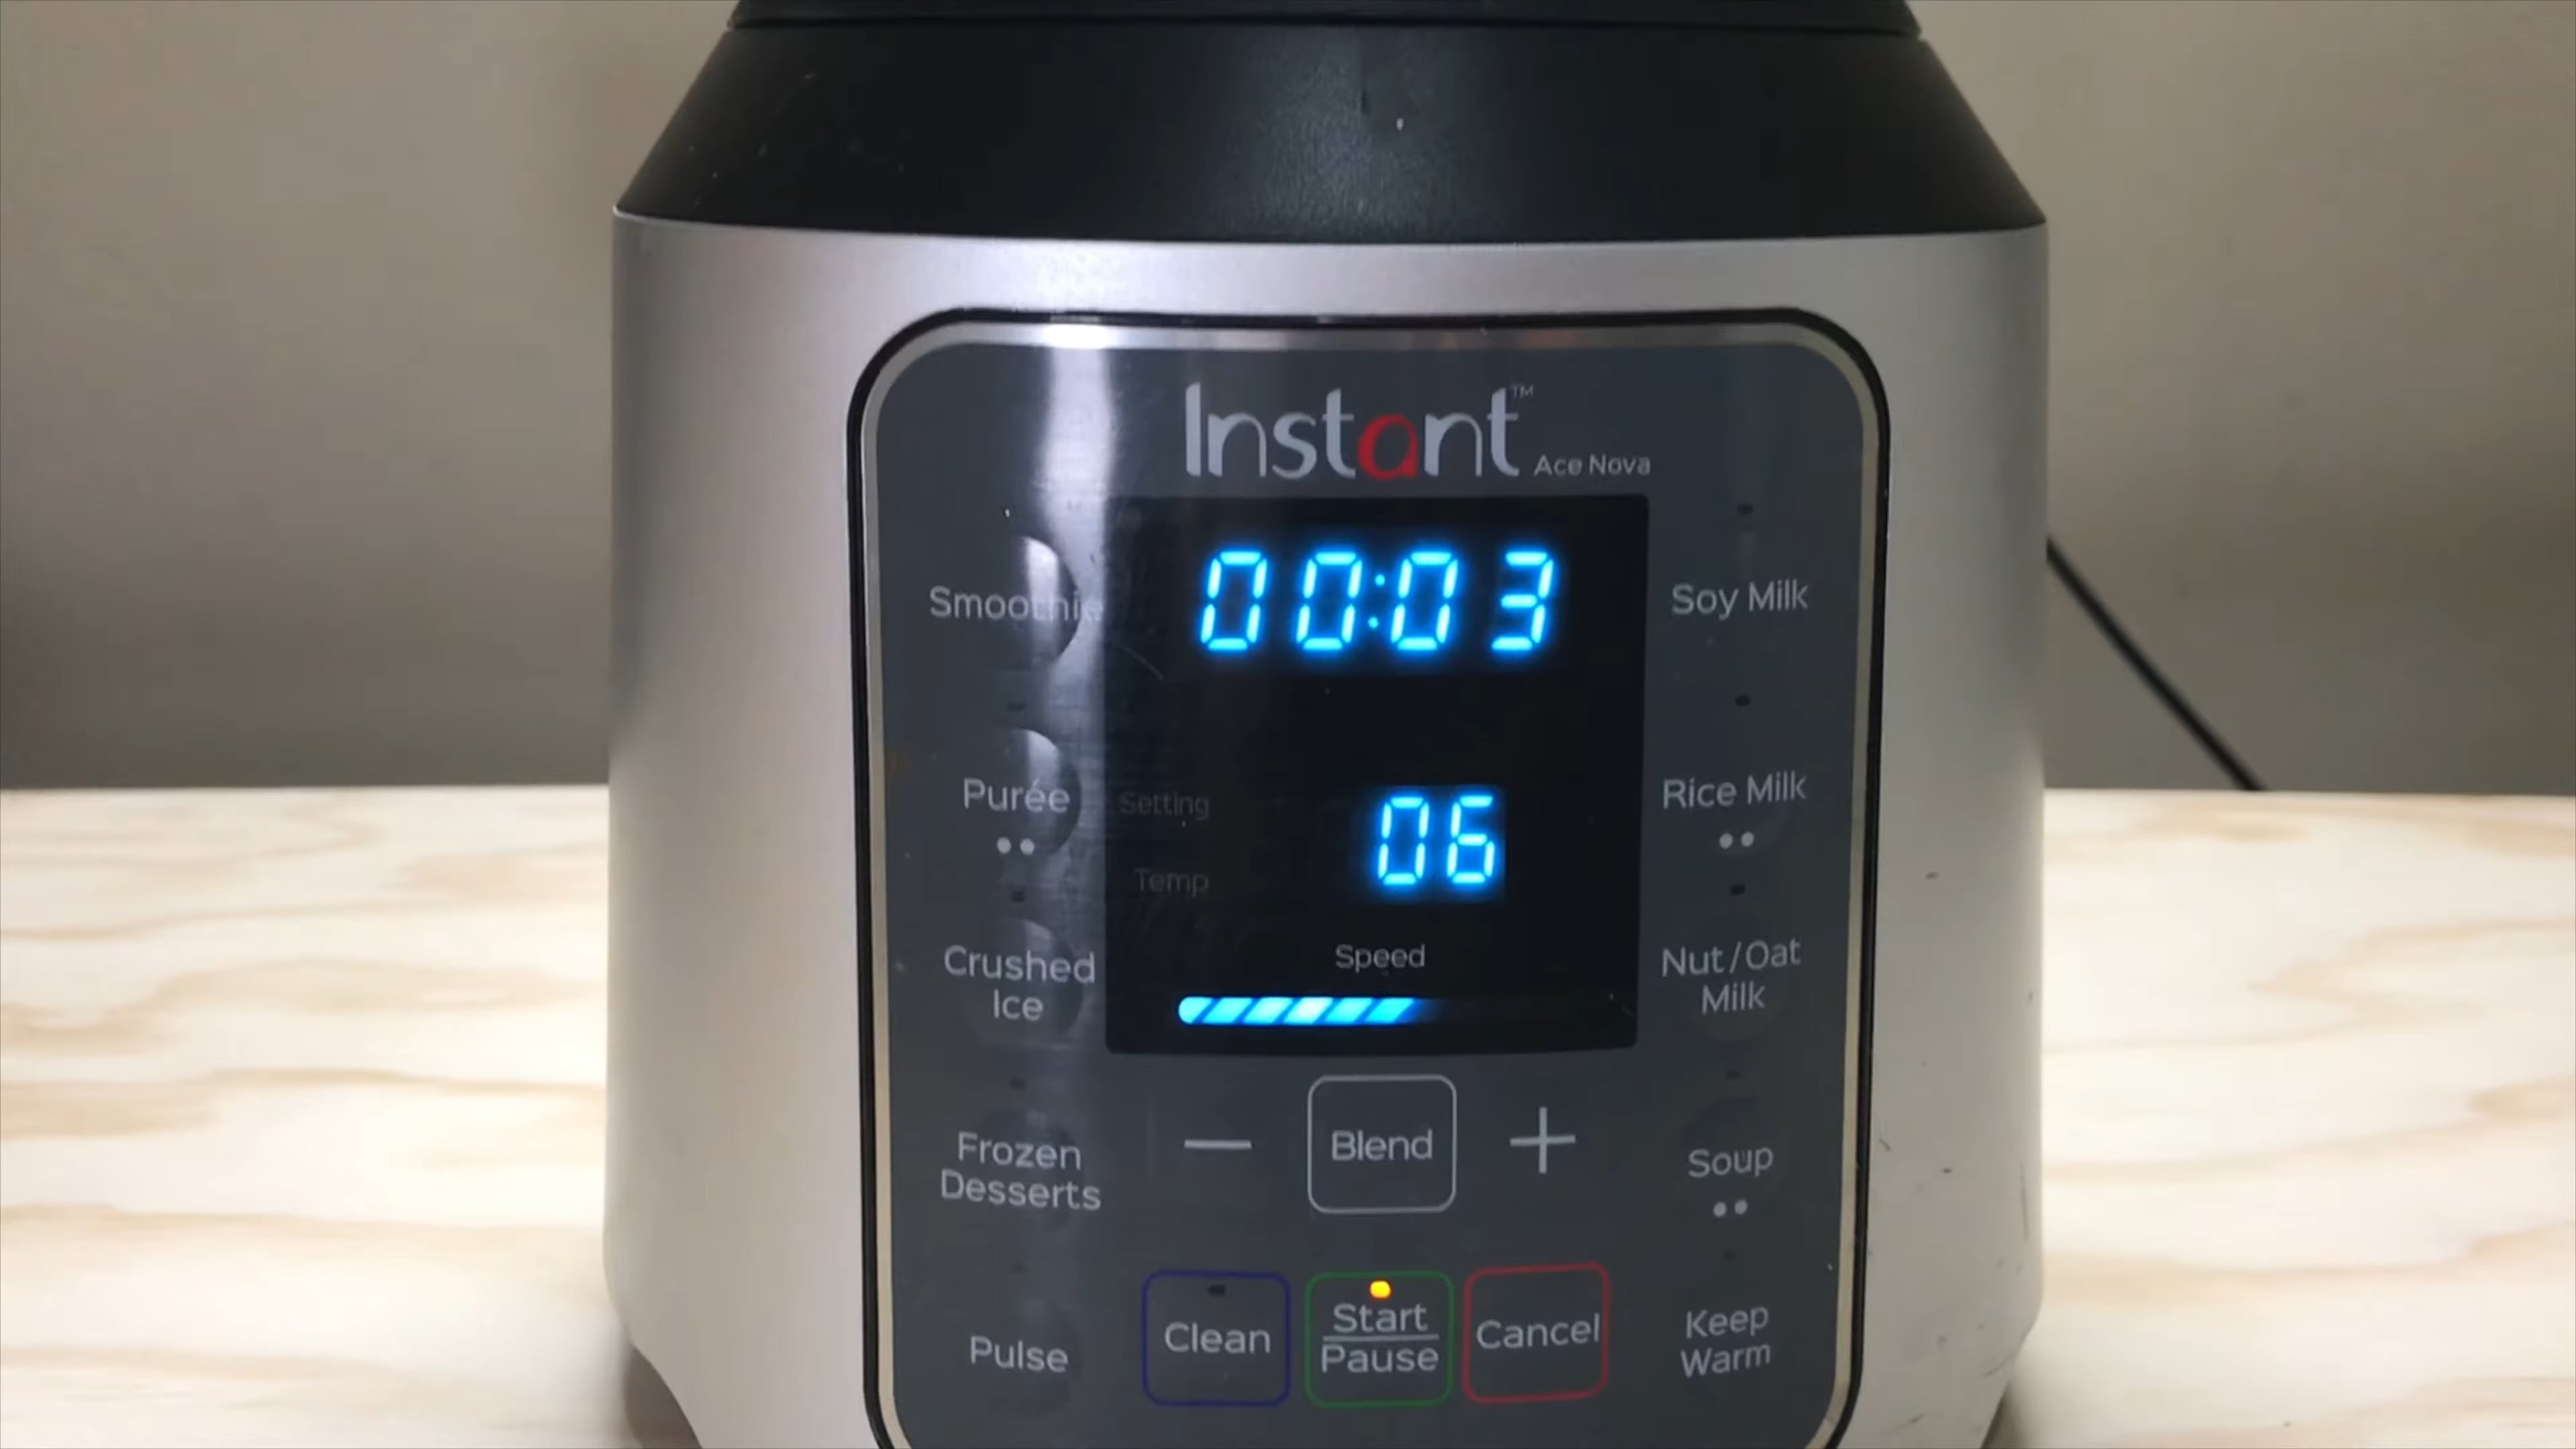 Instant™ Ace Nova
00:03
Smoothie
Soy Milk
Purée
Setting
06
Rice Milk
Temp
Crushed
Ice
Speed
Nut/Oat
Milk
Frozen
Desserts
— Blend +
Soup
Pulse
Clean
Start
Pause
Cancel
Keep
Warm